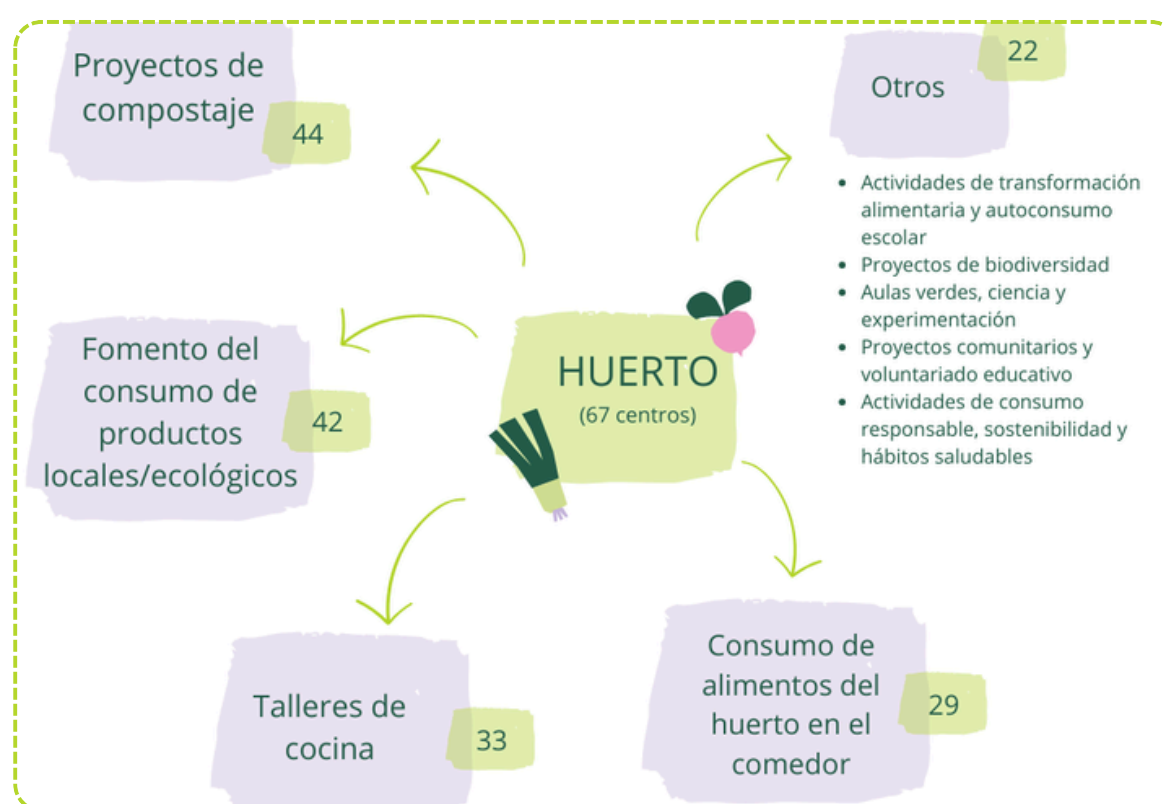 Proyectos de
compostaje
44
Otros
22
Actividades de transformación
alimentaria y autoconsumo
escolar
Proyectos de biodiversidad
Aulas verdes, ciencia y
experimentación
Proyectos comunitarios y
voluntariado educativo
Actividades de consumo
responsable, sostenibilidad y
hábitos saludables
Fomento del
consumo de
productos
locales/ecológicos
42
HUERTO
(67 centros)
Talleres de
cocina
33
Consumo de
alimentos del
huerto en el
comedor
29